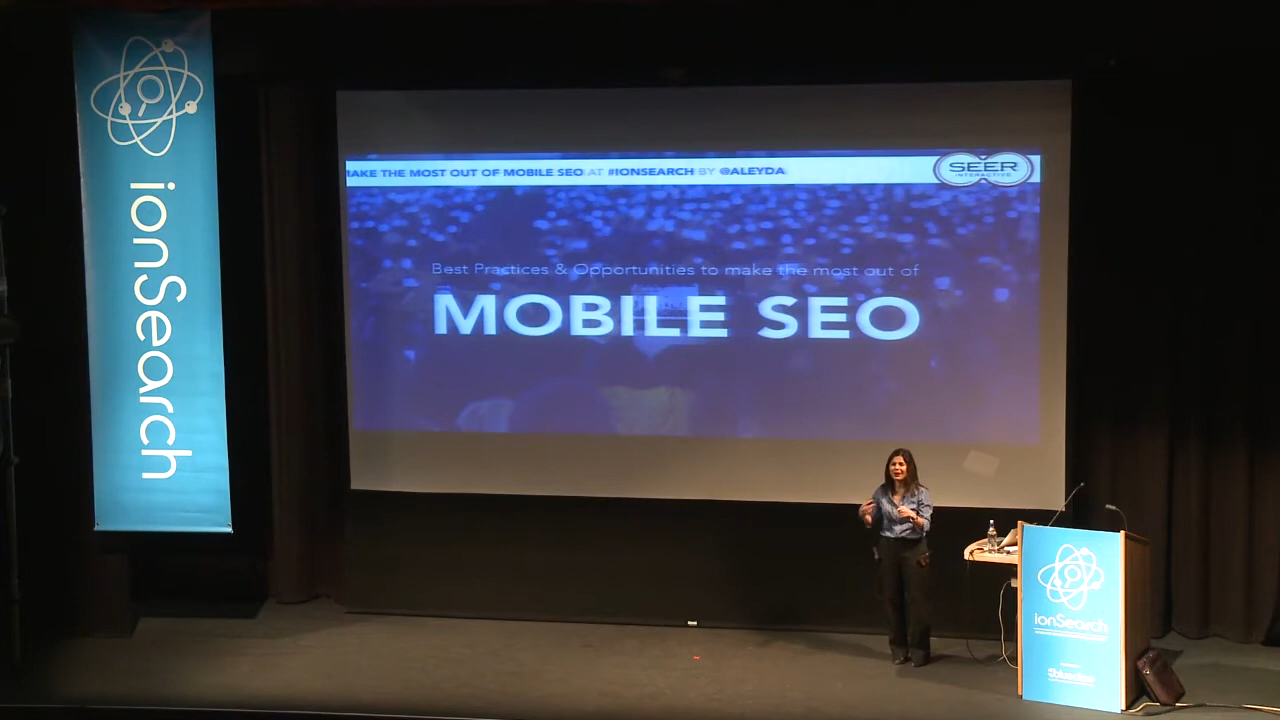 ionSearch
MAKE THE MOST OUT OF MOBILE SEO AT #IONSEARCH BY @ALEYDA
SEER
INTERACTIVE
Best Practices & Opportunities to make the most out of
MOBILE SEO
ionSearch